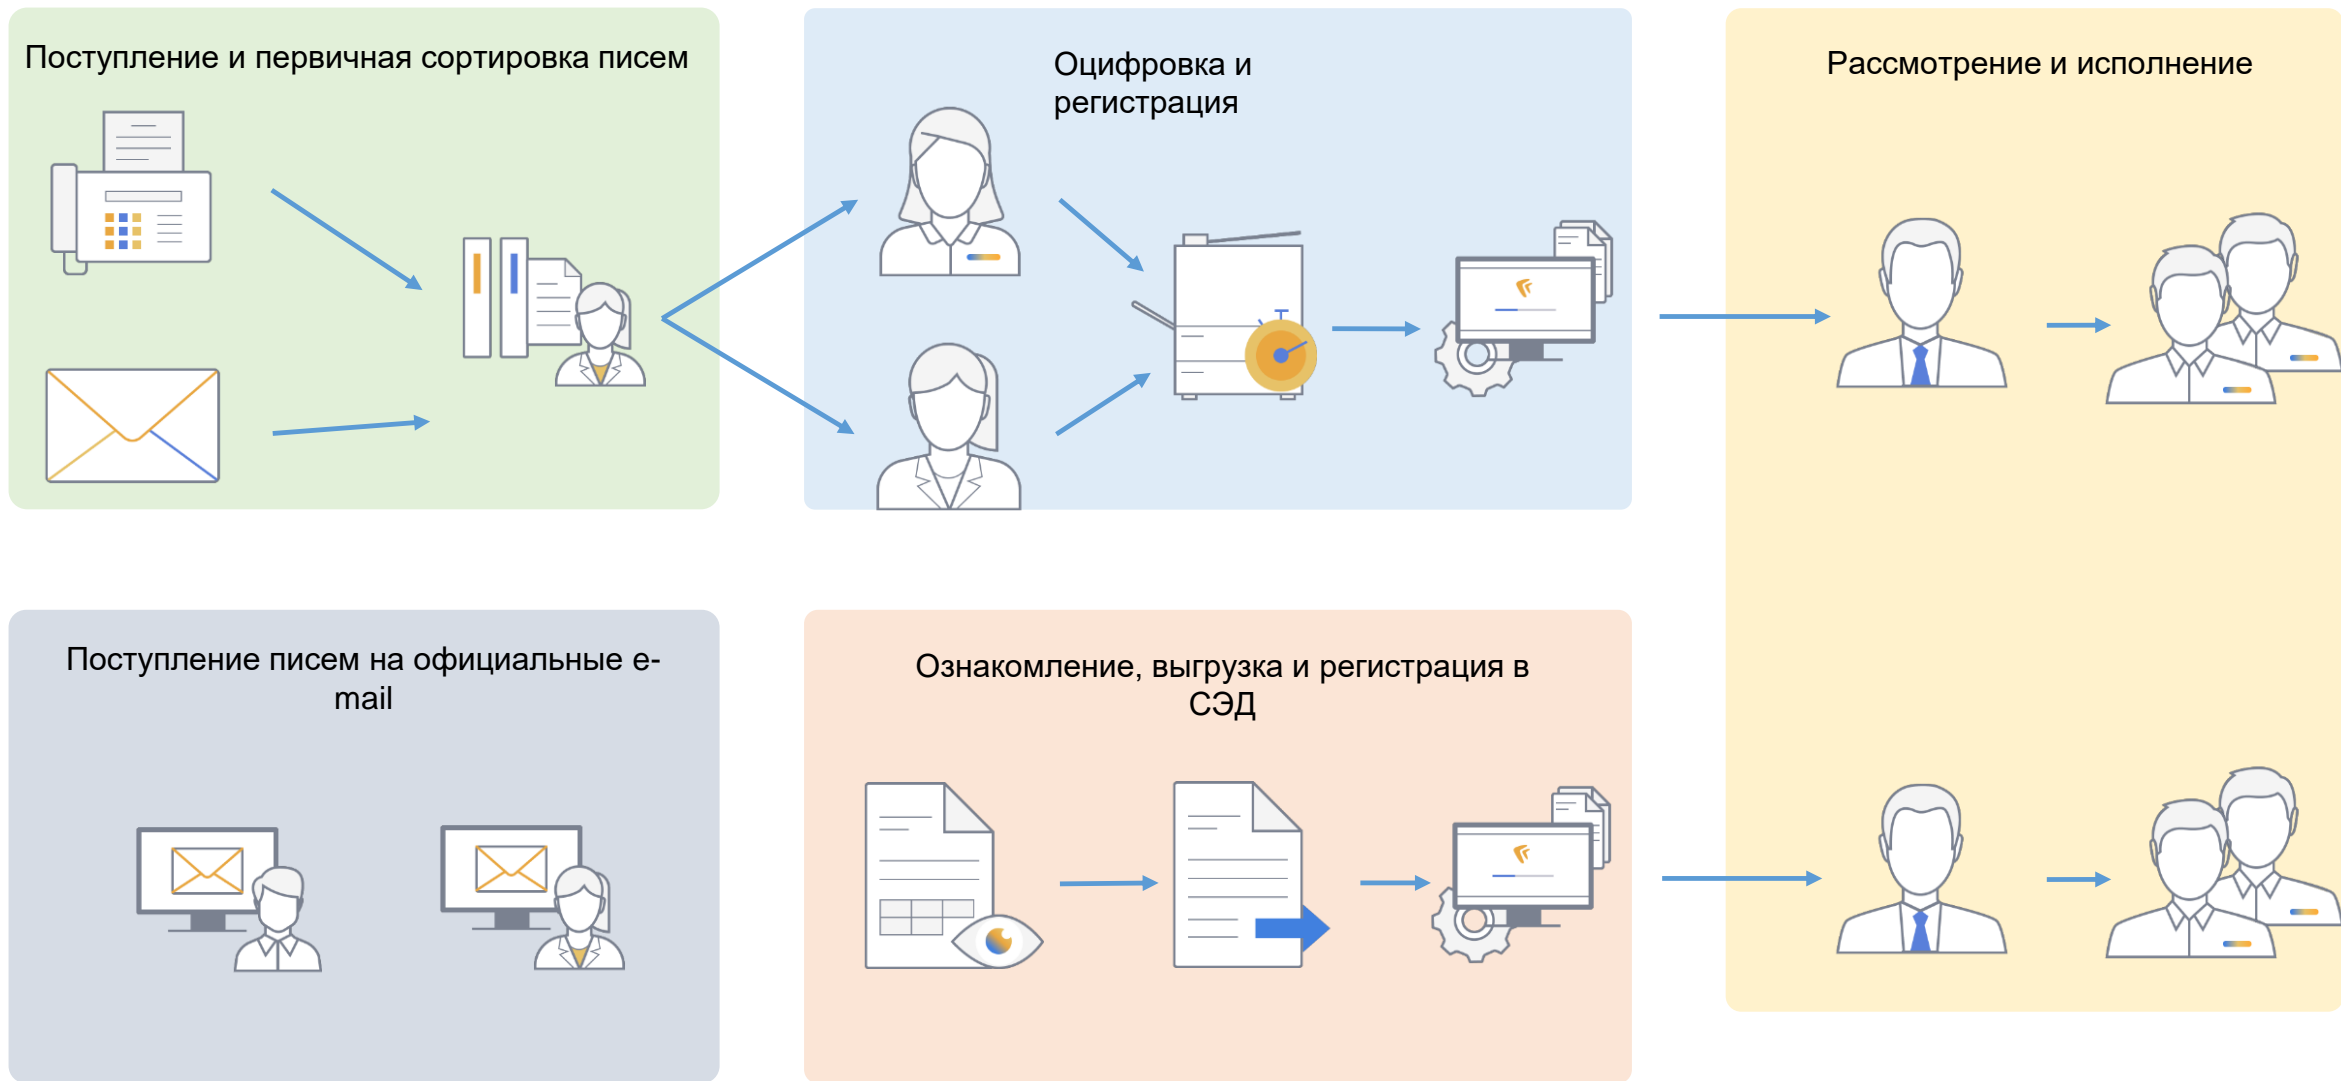 Поступление и первичная сортировка писем
Оцифровка и
регистрация
Рассмотрение и исполнение
Поступление писем на официальные e-
mail
Ознакомление, выгрузка и регистрация в
СЭД